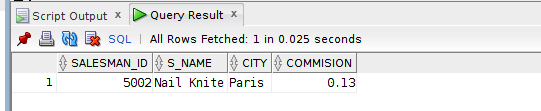 Script Output x Query Result x
SQL | All Rows Fetched: 1 in 0.025 seconds
SALESMAN_ID S_NAME CITY COMMISION
1 5002 Nail Knite Paris 0.13